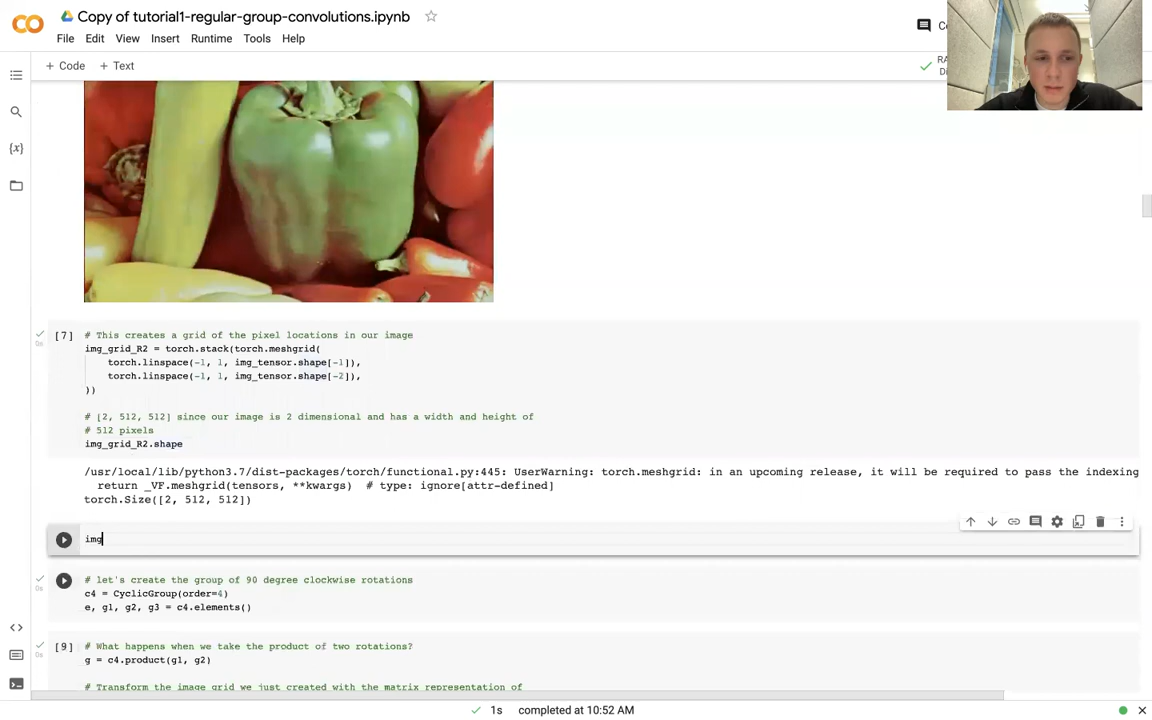 Copy of tutorial1-regular-group-convolutions.ipynb
File Edit View Insert Runtime Tools Help
+ Code + Text
[7] # This creates a grid of the pixel locations in our image
img_grid_R2 = torch.stack(torch.meshgrid(
torch.linspace(-1, 1, img_tensor.shape[-1]),
torch.linspace(-1, 1, img_tensor.shape[-2]),
))
# [2, 512, 512] since our image is 2 dimensional and has a width and height of
# 512 pixels
img_grid_R2.shape
0s
/usr/local/lib/python3.7/dist-packages/torch/functional.py:445: UserWarning: torch.meshgrid: in an upcoming release, it will be required to pass the indexing
return _VF.meshgrid(tensors, **kwargs)  # type: ignore[attr-defined]
torch.Size([2, 512, 512])
img
# let's create the group of 90 degree clockwise rotations
c4 = CyclicGroup(order=4)
e, g1, g2, g3 = c4.elements()
0s
[9] # What happens when we take the product of two rotations?
g = c4.product(g1, g2)
0s
# Transform the image grid we just created with the matrix representation of
1s completed at 10:52 AM